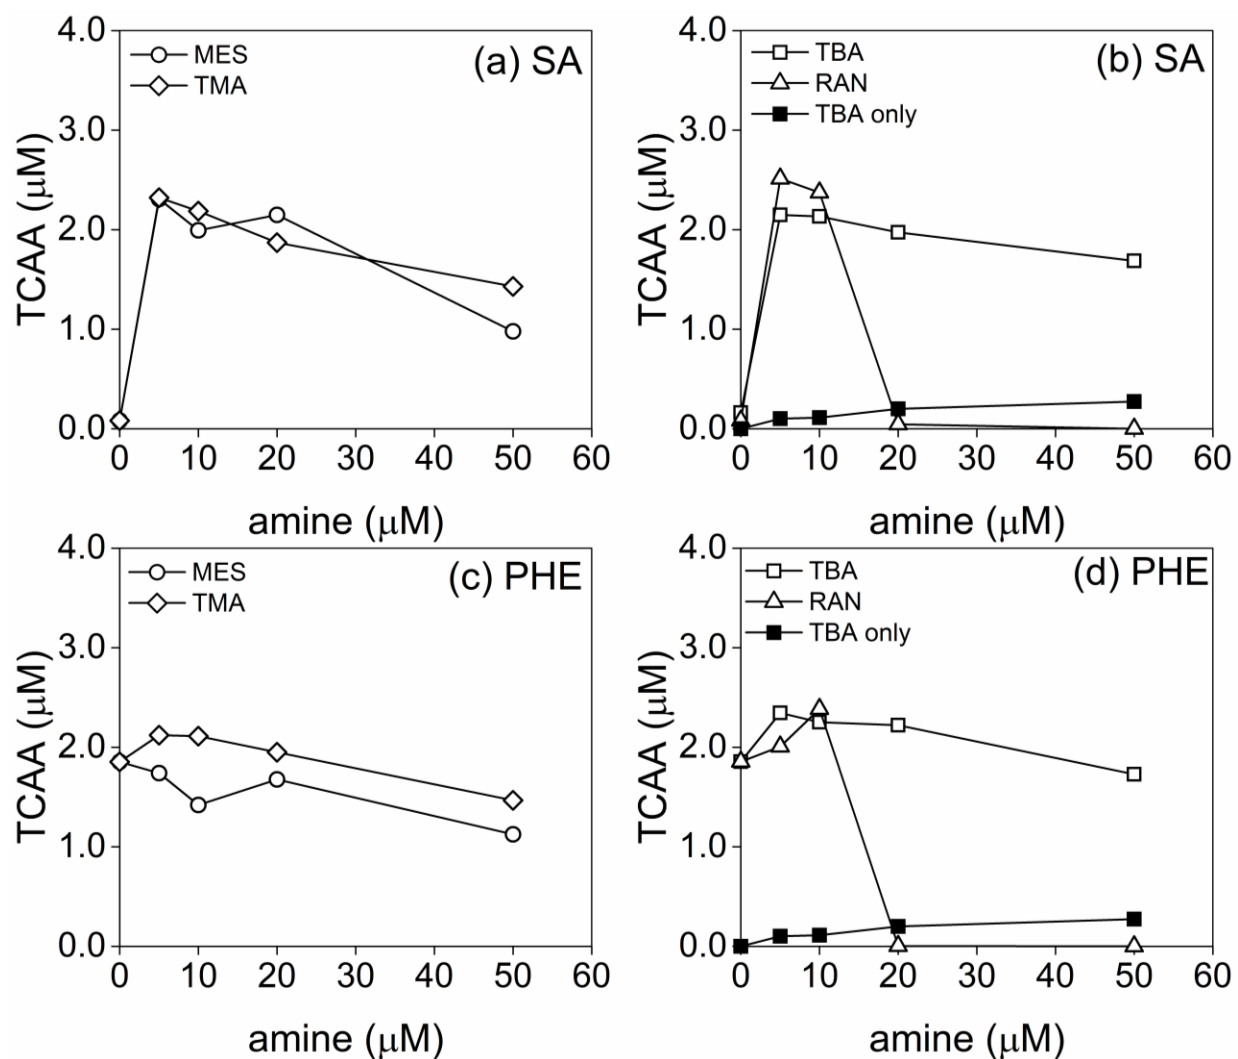 (a) SA
MES
TMA
TCAA (μM)
4.0
3.0
2.0
1.0
0.0
0 10 20 30 40 50 60
amine (μM)
(b) SA
TBA
RAN
TBA only
TCAA (μM)
4.0
3.0
2.0
1.0
0.0
0 10 20 30 40 50 60
amine (μM)
(c) PHE
MES
TMA
TCAA (μM)
4.0
3.0
2.0
1.0
0.0
0 10 20 30 40 50 60
amine (μM)
(d) PHE
TBA
RAN
TBA only
TCAA (μM)
4.0
3.0
2.0
1.0
0.0
0 10 20 30 40 50 60
amine (μM)